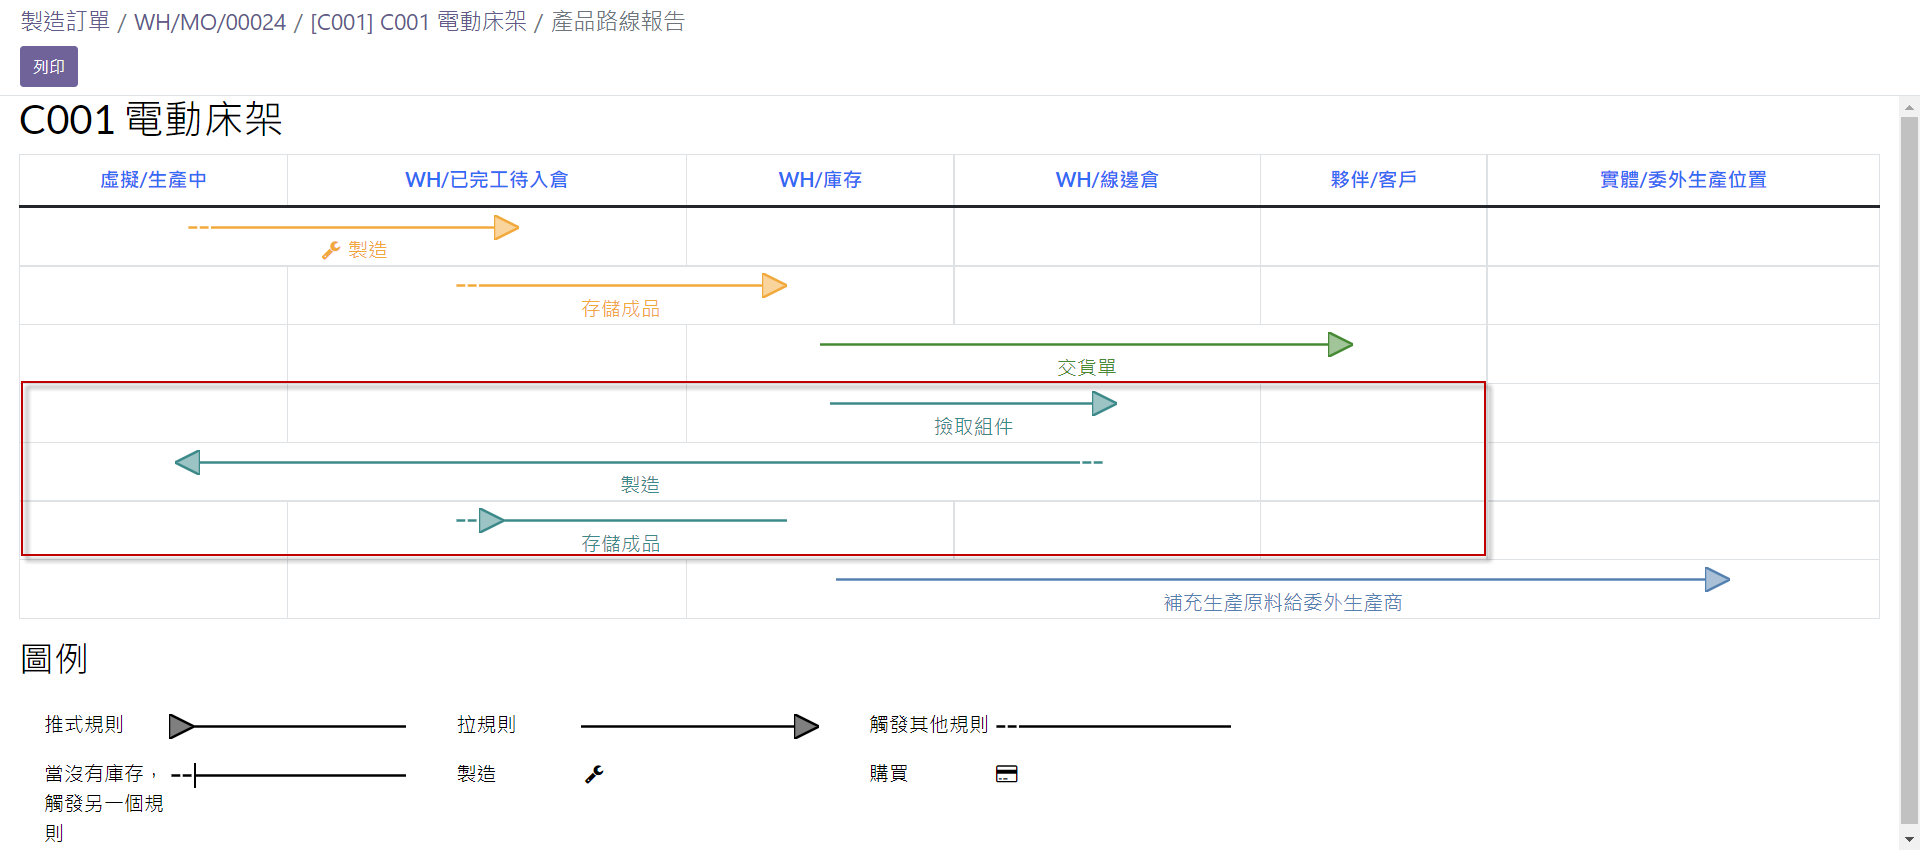 製造訂單 / WH/MO/00024 / [C001] C001 電動床架 / 產品路線報告
列印
C001 電動床架
虛擬/生產中 WH/已完工待入倉 WH/庫存 WH/線邊倉 夥伴/客戶 實體/委外生產位置
製造
存儲成品
交貨單
撿取組件
製造
存儲成品
補充生產原料給委外生產商
圖例
推式規則 拉規則 觸發其他規則
當沒有庫存， 製造 購買
觸發另一個規
則